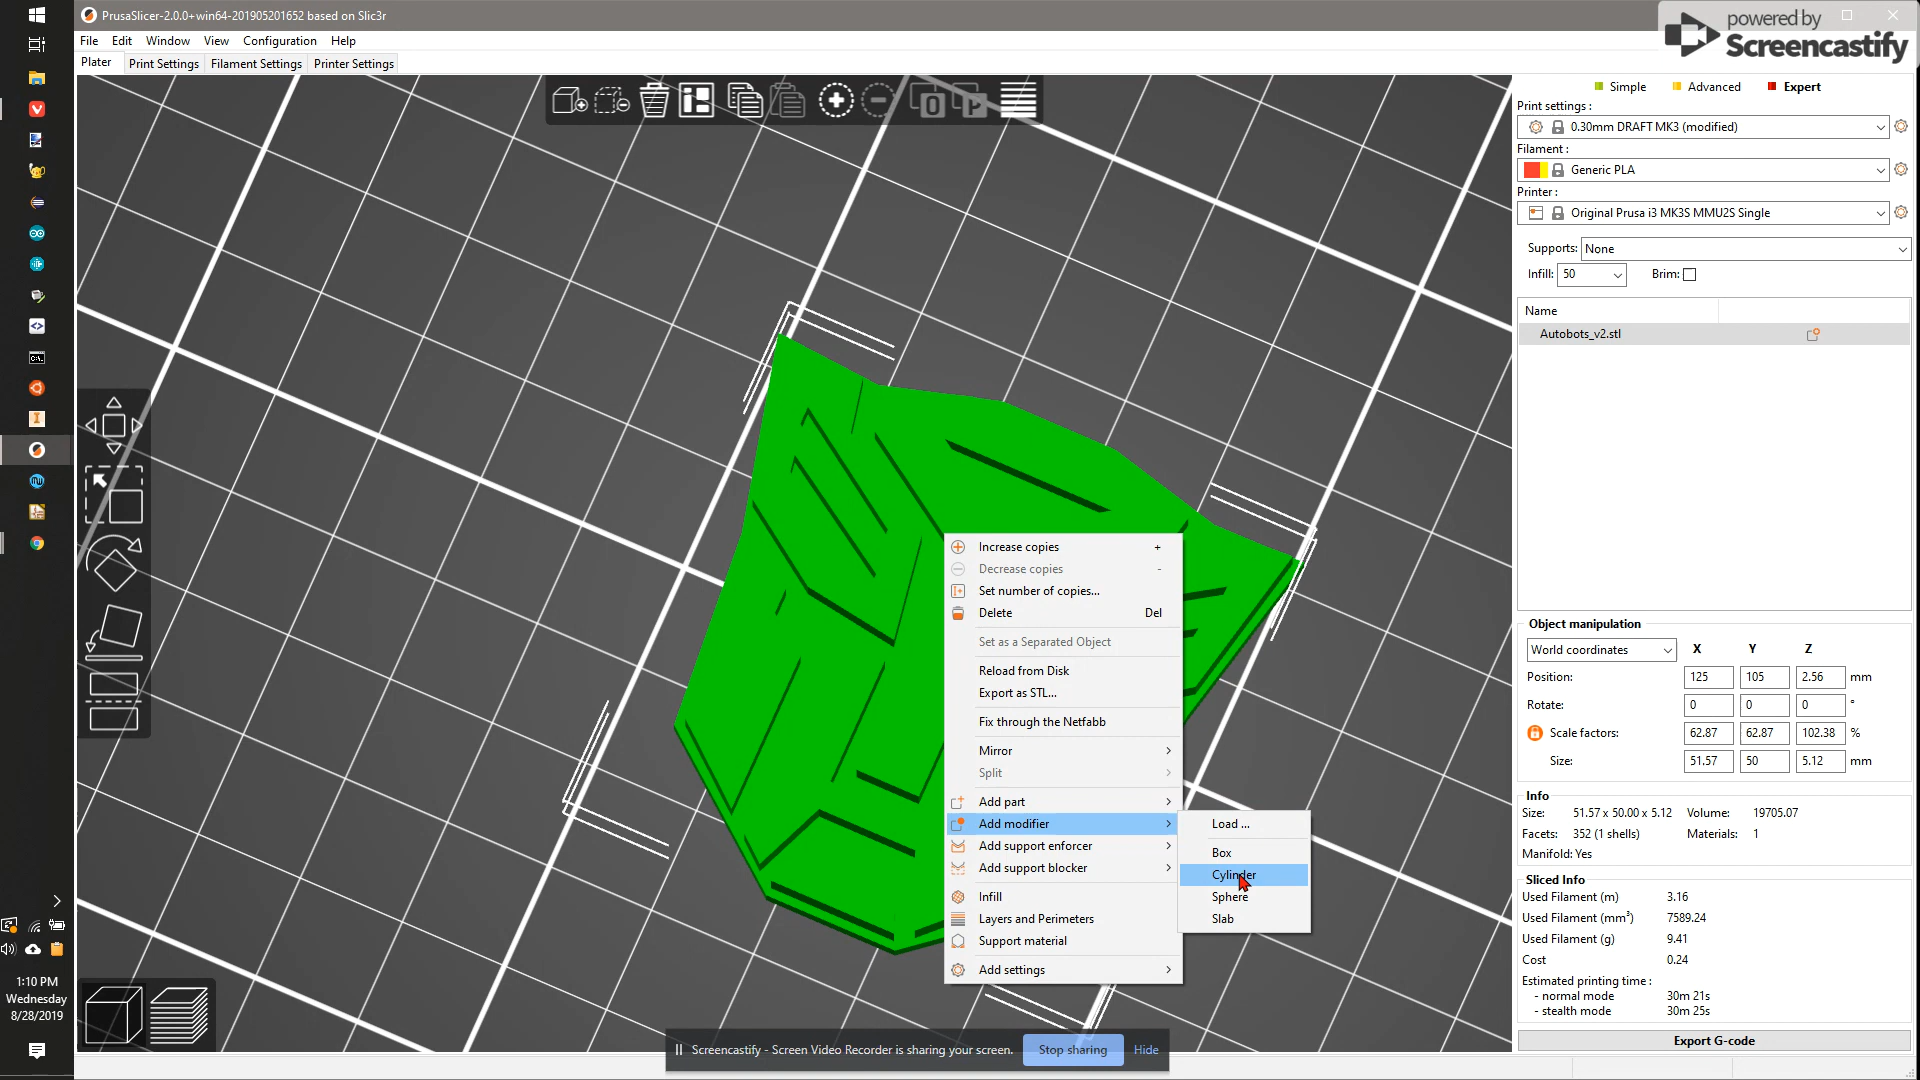 PrusaSlicer-2.0.0+win64-201905201652 based on Slic3r
powered by
Screencastify
File Edit Window View Configuration Help
Plater Print Settings Filament Settings Printer Settings
Simple Advanced Expert
Print settings :
0.30mm DRAFT MK3 (modified)
Filament :
Generic PLA
Printer :
Original Prusa i3 MK3S MMU2S Single
Supports: None
Infill: 50 Brim:
Name
Autobots_v2.stl
Increase copies +
Decrease copies -
Set number of copies...
Delete Del
Set as a Separated Object
Reload from Disk
Export as STL...
Fix through the Netfabb
Mirror
Split
Add part
Add modifier
Add support enforcer
Add support blocker
Infill
Layers and Perimeters
Support material
Add settings
Load ...
Box
Cylinder
Sphere
Slab
Object manipulation
World coordinates X Y Z
Position: 125 105 2.56 mm
Rotate: 0 0 0 °
Scale factors: 62.87 62.87 102.38 %
Size: 51.57 50 5.12 mm
Info
Size: 51.57 x 50.00 x 5.12 Volume: 19705.07
Facets: 352 (1 shells) Materials: 1
Manifold: Yes
Sliced Info
Used Filament (m) 3.16
Used Filament (mm³) 7589.24
Used Filament (g) 9.41
Cost 0.24
Estimated printing time :
- normal mode 30m 21s
- stealth mode 30m 25s
Export G-code
1:10 PM
Wednesday
8/28/2019
Screencastify - Screen Video Recorder is sharing your screen. Stop sharing Hide